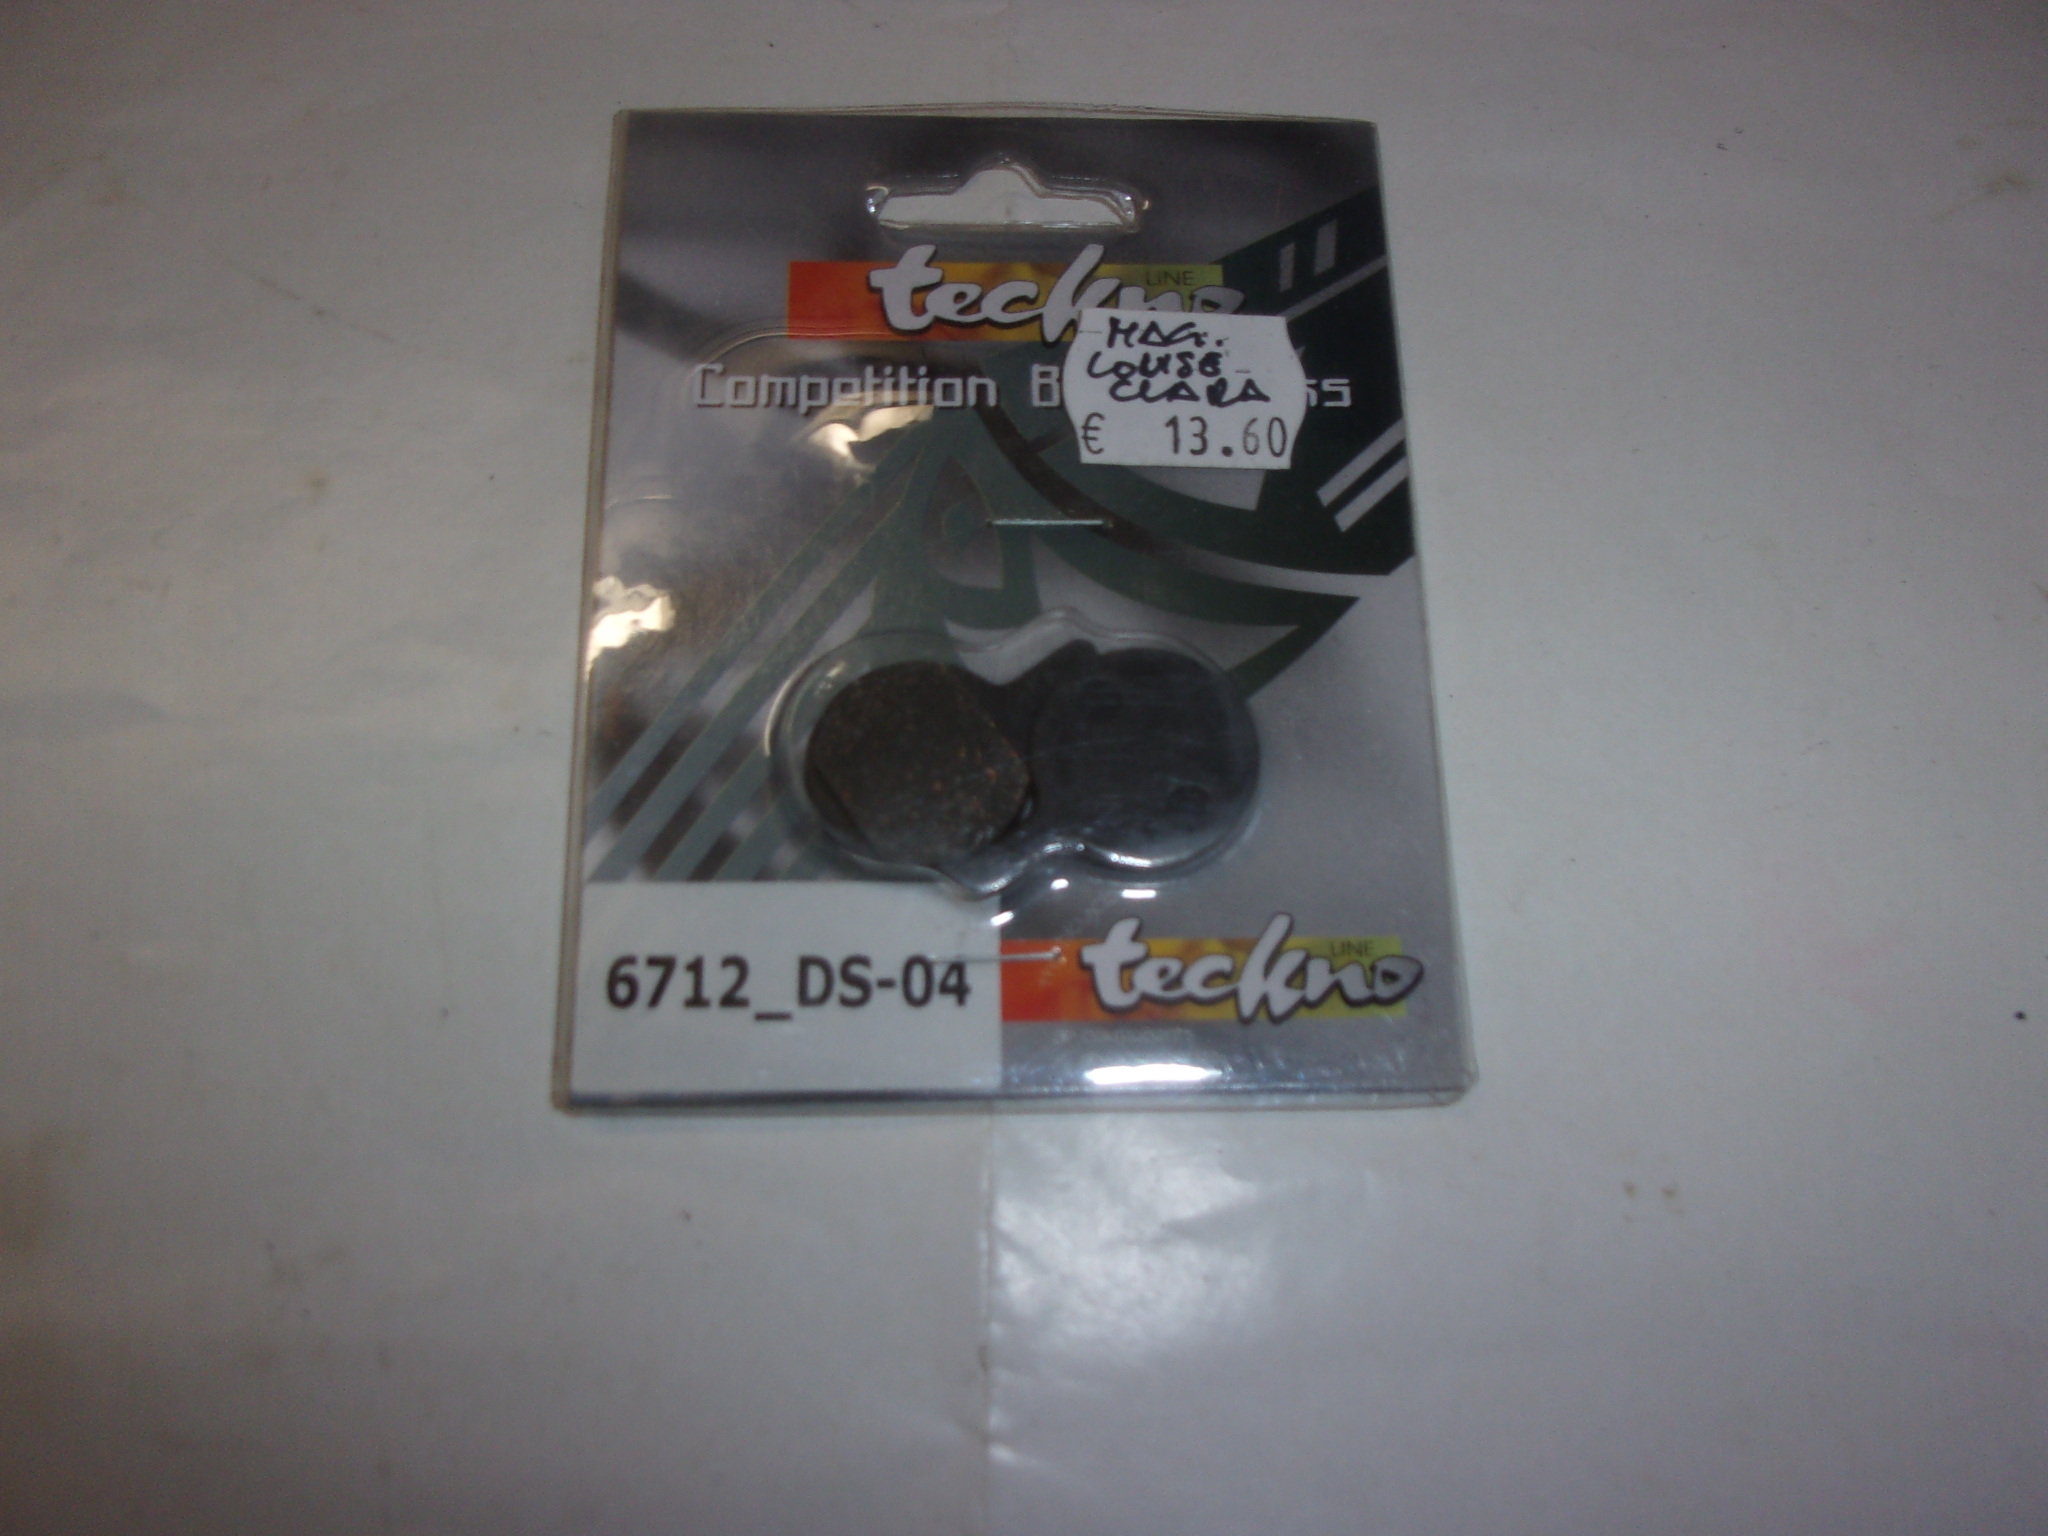 teckno
LINE
Competition
MAG.
LOUISE
CLARA
€ 13.60
6712_DS-04
teckno
LINE